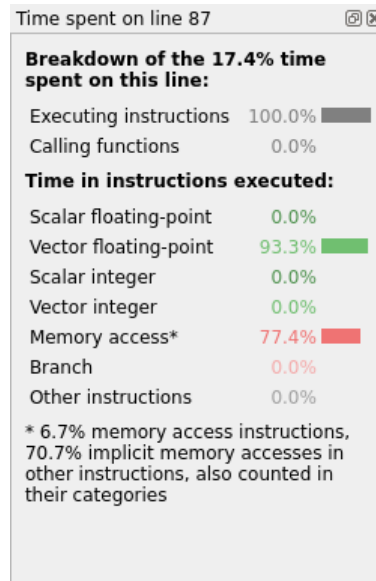 Time spent on line 87
Breakdown of the 17.4% time
spent on this line:
Executing instructions 100.0%
Calling functions 0.0%
Time in instructions executed:
Scalar floating-point 0.0%
Vector floating-point 93.3%
Scalar integer 0.0%
Vector integer 0.0%
Memory access* 77.4%
Branch 0.0%
Other instructions 0.0%
* 6.7% memory access instructions,
70.7% implicit memory accesses in
other instructions, also counted in
their categories